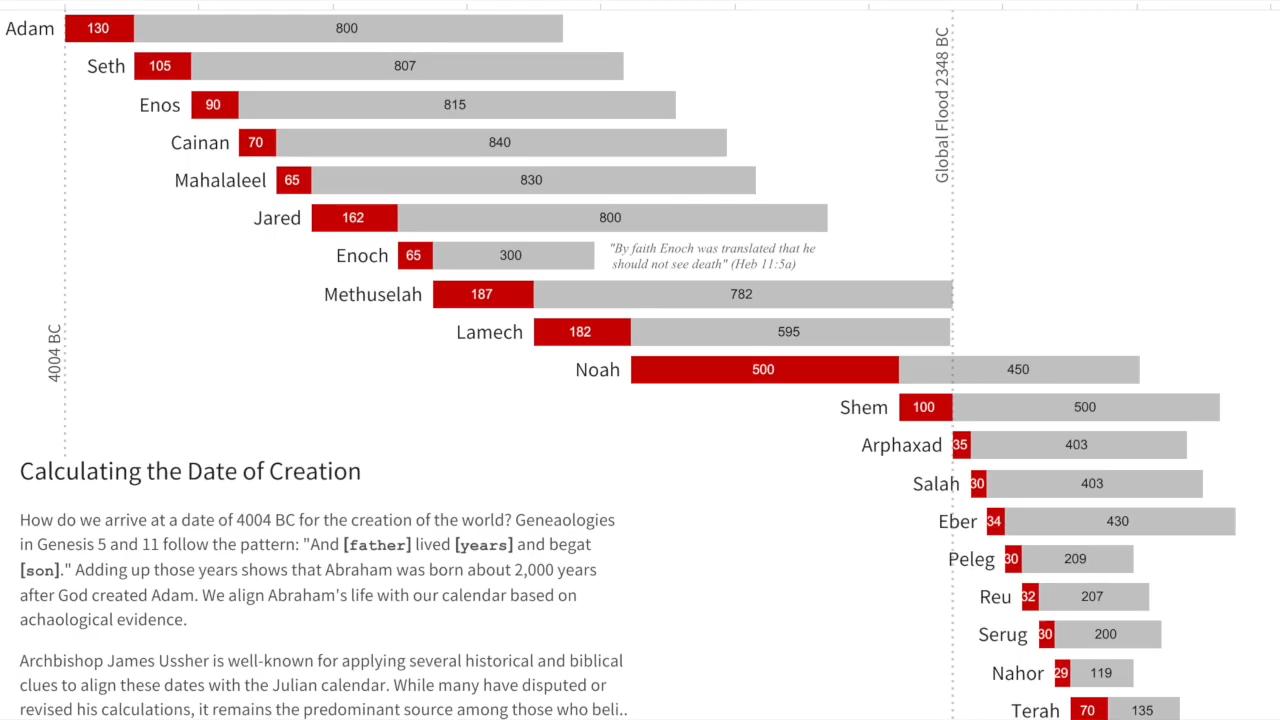 Adam 130 800
Seth 105 807
Enos 90 815
Cainan 70 840
Mahalaleel 65 830
Jared 162 800
Enoch 65 300
"By faith Enoch was translated that he
should not see death" (Heb 11:5a)
Methuselah 187 782
Lamech 182 595
Noah 500 450
Shem 100 500
Arphaxad 35 403
Salah 30 403
Eber 34 430
Peleg 30 209
Reu 32 207
Serug 30 200
Nahor 29 119
Terah 70 135
4004 BC
Global Flood 2348 BC
Calculating the Date of Creation
How do we arrive at a date of 4004 BC for the creation of the world? Geneaologies
in Genesis 5 and 11 follow the pattern: "And [father] lived [years] and begat
[son]." Adding up those years shows that Abraham was born about 2,000 years
after God created Adam. We align Abraham's life with our calendar based on
achaological evidence.
Archbishop James Ussher is well-known for applying several historical and biblical
clues to align these dates with the Julian calendar. While many have disputed or
revised his calculations, it remains the predominant source among those who beli..